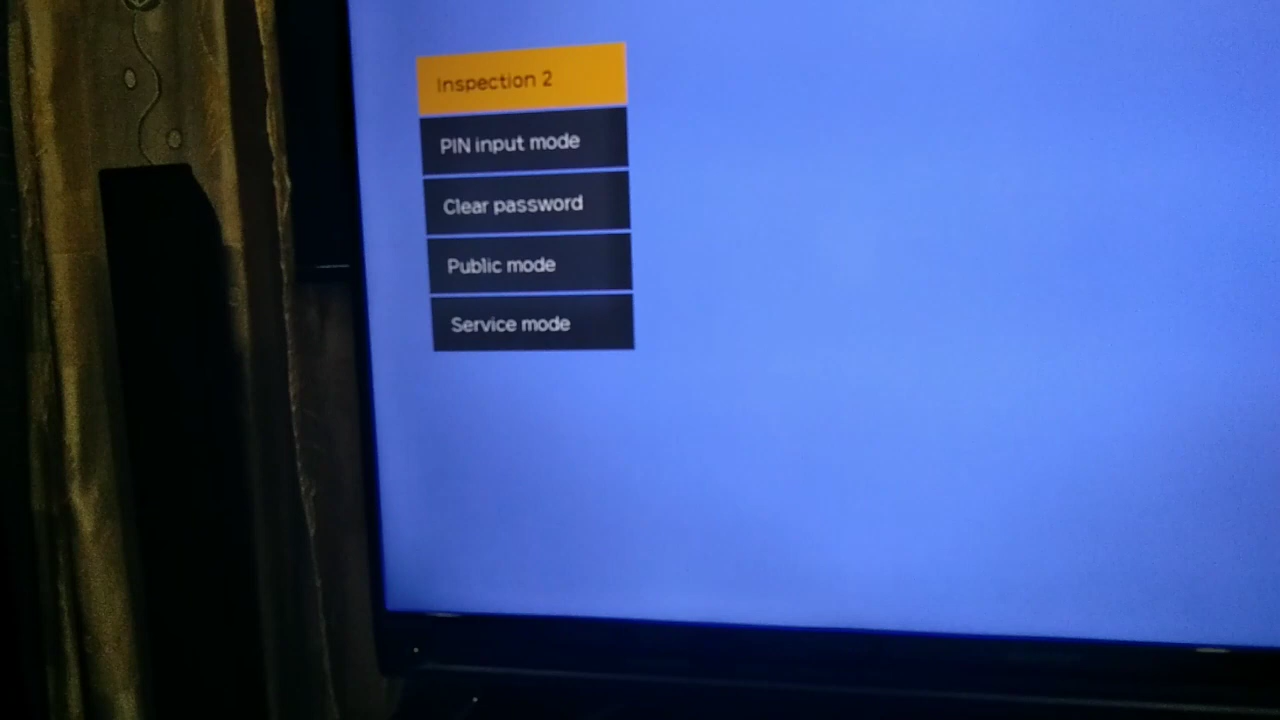 Inspection 2
PIN input mode
Clear password
Public mode
Service mode